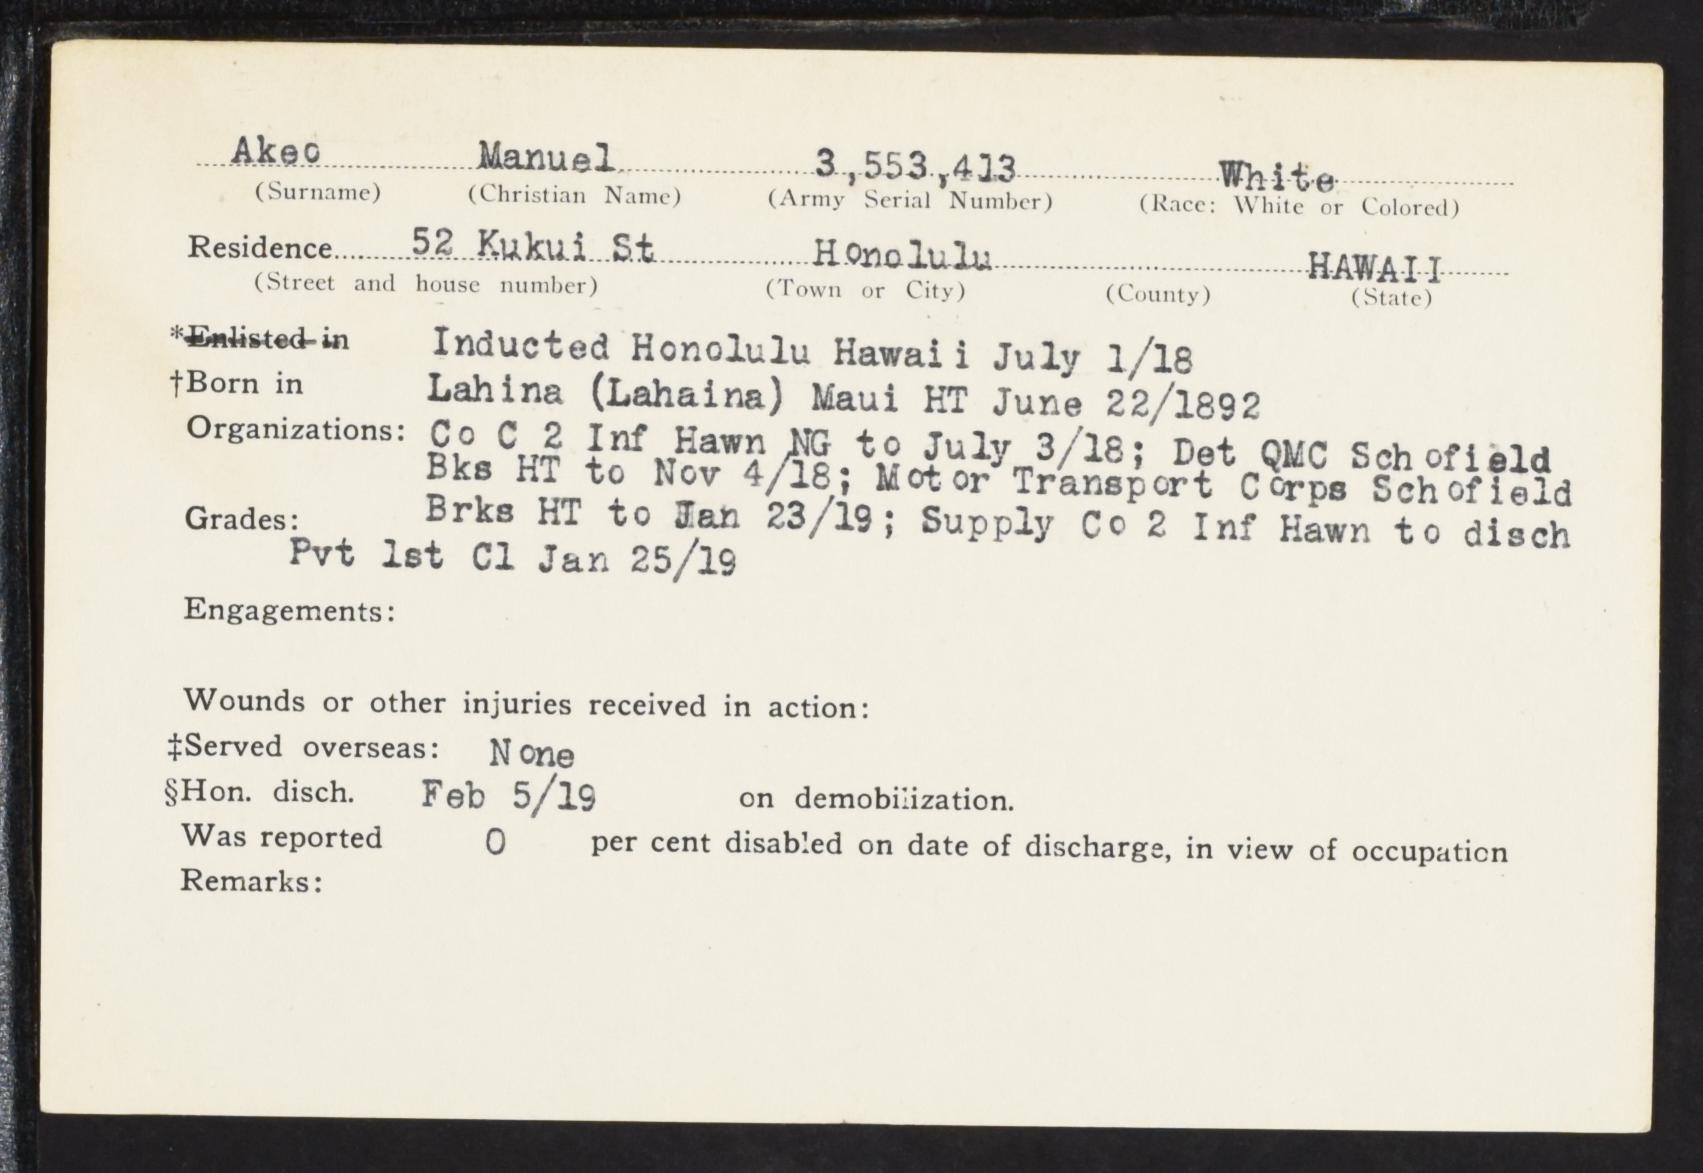 Akeo Manuel 3,553,413 White
(Surname) (Christian Name) (Army Serial Number) (Race: White or Colored)
Residence 52 Kukui St Honolulu HAWAII
(Street and house number) (Town or City) (County) (State)
*Enlisted in Inducted Honolulu Hawaii July 1/18
†Born in Lahina (Lahaina) Maui HT June 22/1892
Organizations: Co C 2 Inf Hawn NG to July 3/18; Det QMC Schofield
Bks HT to Nov 4/18; Motor Transport Corps Schofield
Grades: Brks HT to Jan 23/19; Supply Co 2 Inf Hawn to disch
Pvt 1st Cl Jan 25/19
Engagements:
Wounds or other injuries received in action:
‡Served overseas: None
§Hon. disch. Feb 5/19 on demobilization.
Was reported 0 per cent disabled on date of discharge, in view of occupation
Remarks: